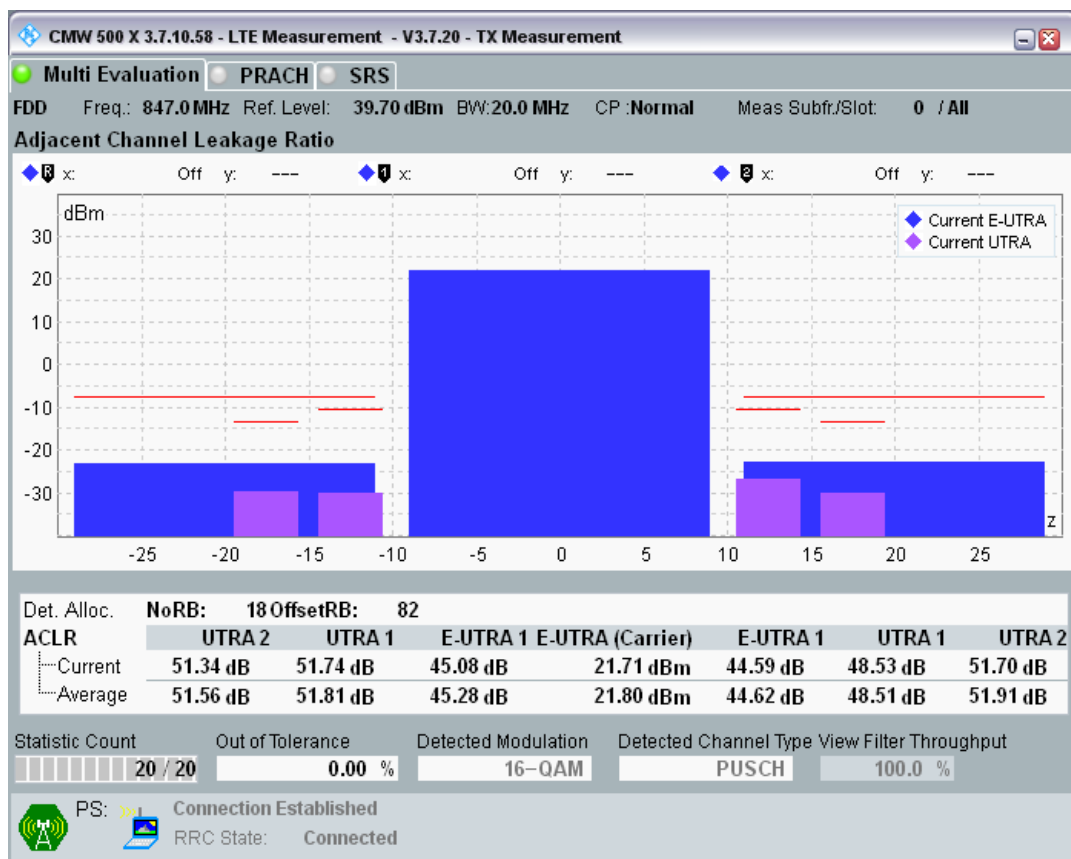 CMW 500 X 3.7.10.58 - LTE Measurement - V3.7.20 - TX Measurement
Multi Evaluation PRACH SRS
FDD Freq.: 847.0 MHz Ref. Level: 39.70 dBm BW:20.0 MHz CP :Normal Meas Subfr./Slot: 0 / All
Adjacent Channel Leakage Ratio
R x: Off y: --- 1 x: Off y: --- 2 x: Off y: ---
dBm
Current E-UTRA
Current UTRA
30
20
10
0
-10
-20
-30
z
-25 -20 -15 -10 -5 0 5 10 15 20 25
Det. Alloc. NoRB: 18 OffsetRB: 82
ACLR UTRA 2 UTRA 1 E-UTRA 1 E-UTRA (Carrier) E-UTRA 1 UTRA 1 UTRA 2
Current 51.34 dB 51.74 dB 45.08 dB 21.71 dBm 44.59 dB 48.53 dB 51.70 dB
Average 51.56 dB 51.81 dB 45.28 dB 21.80 dBm 44.62 dB 48.51 dB 51.91 dB
Statistic Count Out of Tolerance Detected Modulation Detected Channel Type View Filter Throughput
20 / 20 0.00 % 16-QAM PUSCH 100.0 %
PS: Connection Established
RRC State: Connected